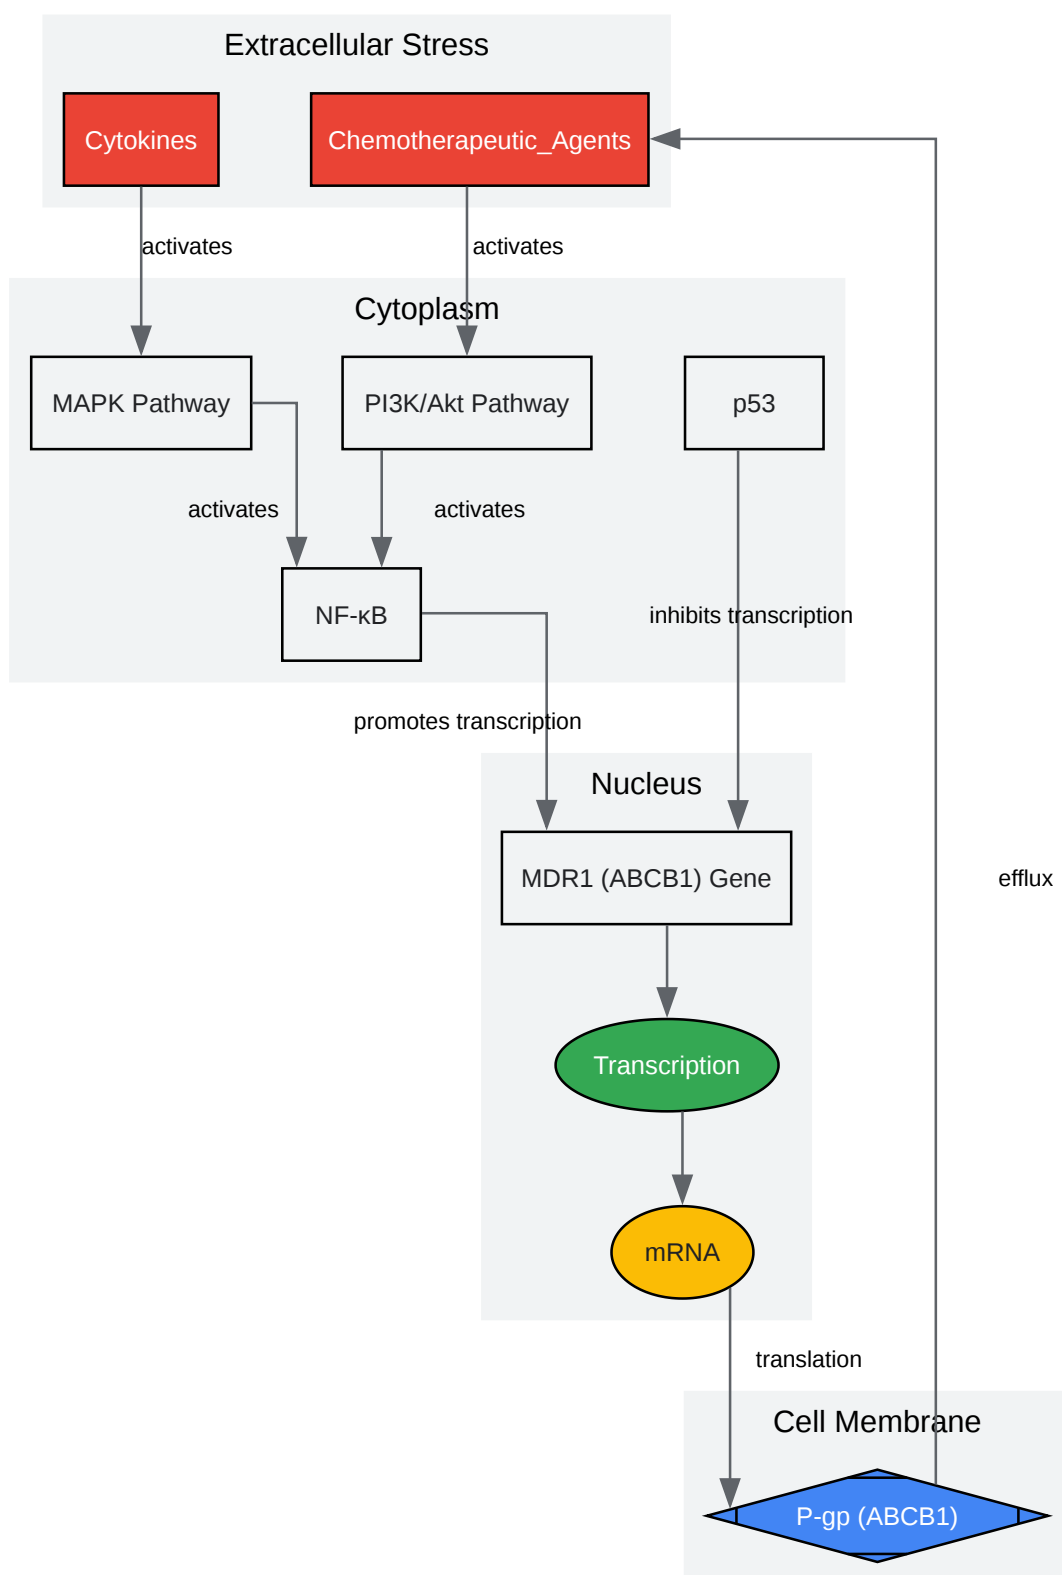 Extracellular Stress
Cytokines
Chemotherapeutic_Agents
activates
activates
Cytoplasm
MAPK Pathway
PI3K/Akt Pathway
p53
activates
activates
NF-κB
inhibits transcription
promotes transcription
Nucleus
MDR1 (ABCB1) Gene
efflux
Transcription
mRNA
translation
Cell Membrane
P-gp (ABCB1)